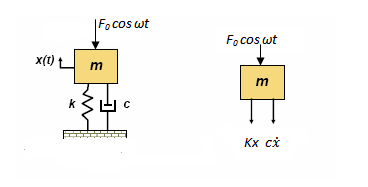 F₀ cos ωt
x(t)
m
k
c
F₀ cos ωt
m
Kx cẋ